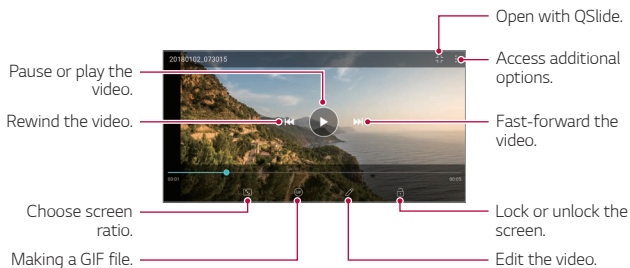 Open with QSlide.
20180102_073015
Access additional
options.
Pause or play the
video.
Rewind the video.
Fast-forward the
video.
00:01
00:05
Choose screen
ratio.
GIF
Lock or unlock the
screen.
Making a GIF file.
Edit the video.